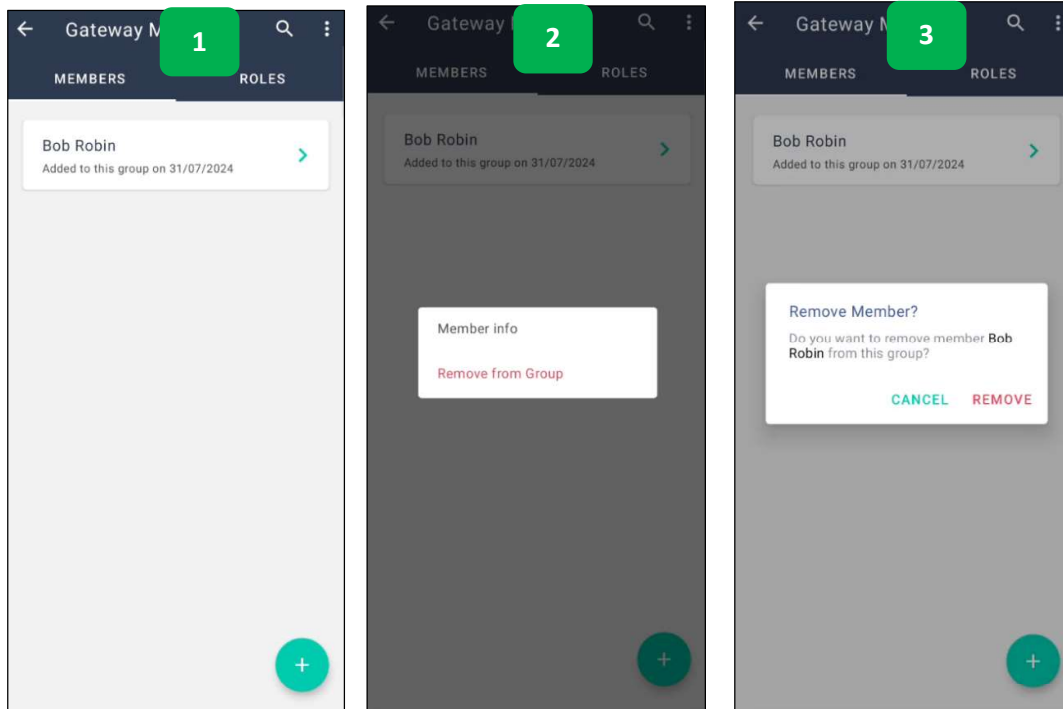 Gateway
1
MEMBERS
ROLES
Bob Robin
Added to this group on 31/07/2024
+
Gateway
2
MEMBERS
ROLES
Bob Robin
Added to this group on 31/07/2024
Member info
Remove from Group
+
Gateway
3
MEMBERS
ROLES
Bob Robin
Added to this group on 31/07/2024
Remove Member?
Do you want to remove member Bob
Robin from this group?
CANCEL REMOVE
+